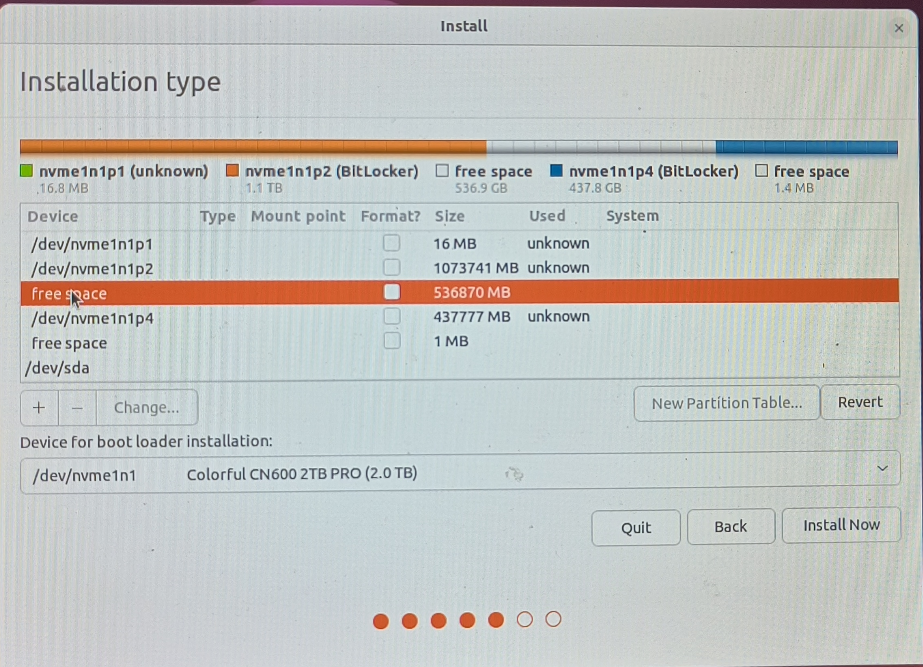 Install
Installation type
nvme1n1p1 (unknown) nvme1n1p2 (BitLocker) free space nvme1n1p4 (BitLocker) free space
16.8 MB 1.1 TB 536.9 GB 437.8 GB 1.4 MB
Device Type Mount point Format? Size Used System
/dev/nvme1n1p1 16 MB unknown
/dev/nvme1n1p2 1073741 MB unknown
free space 536870 MB
/dev/nvme1n1p4 437777 MB unknown
free space 1 MB
/dev/sda
+ − Change... New Partition Table... Revert
Device for boot loader installation:
/dev/nvme1n1 Colorful CN600 2TB PRO (2.0 TB)
Quit Back Install Now